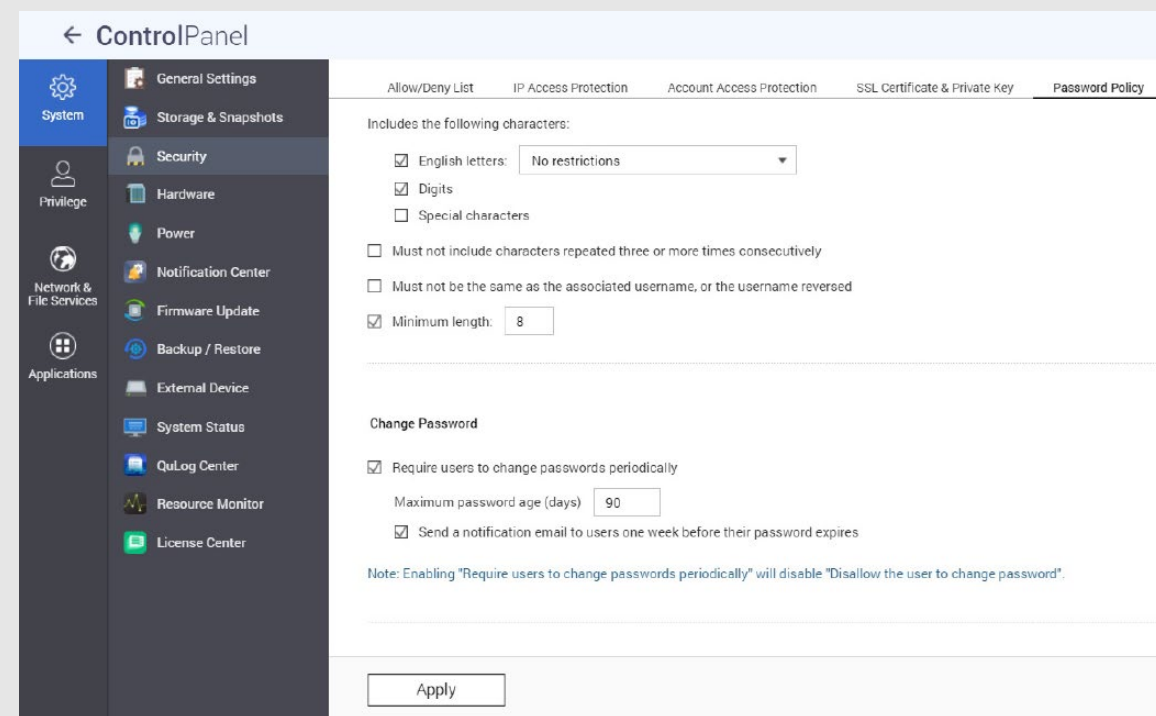 ControlPanel
System
Privilege
Network &
File Services
Applications
General Settings
Storage & Snapshots
Security
Hardware
Power
Notification Center
Firmware Update
Backup / Restore
External Device
System Status
QuLog Center
Resource Monitor
License Center
Allow/Deny List IP Access Protection Account Access Protection SSL Certificate & Private Key Password Policy
Includes the following characters:
English letters: No restrictions
Digits
Special characters
Must not include characters repeated three or more times consecutively
Must not be the same as the associated username, or the username reversed
Minimum length: 8
Change Password
Require users to change passwords periodically
Maximum password age (days) 90
Send a notification email to users one week before their password expires
Note: Enabling "Require users to change passwords periodically" will disable "Disallow the user to change password".
Apply